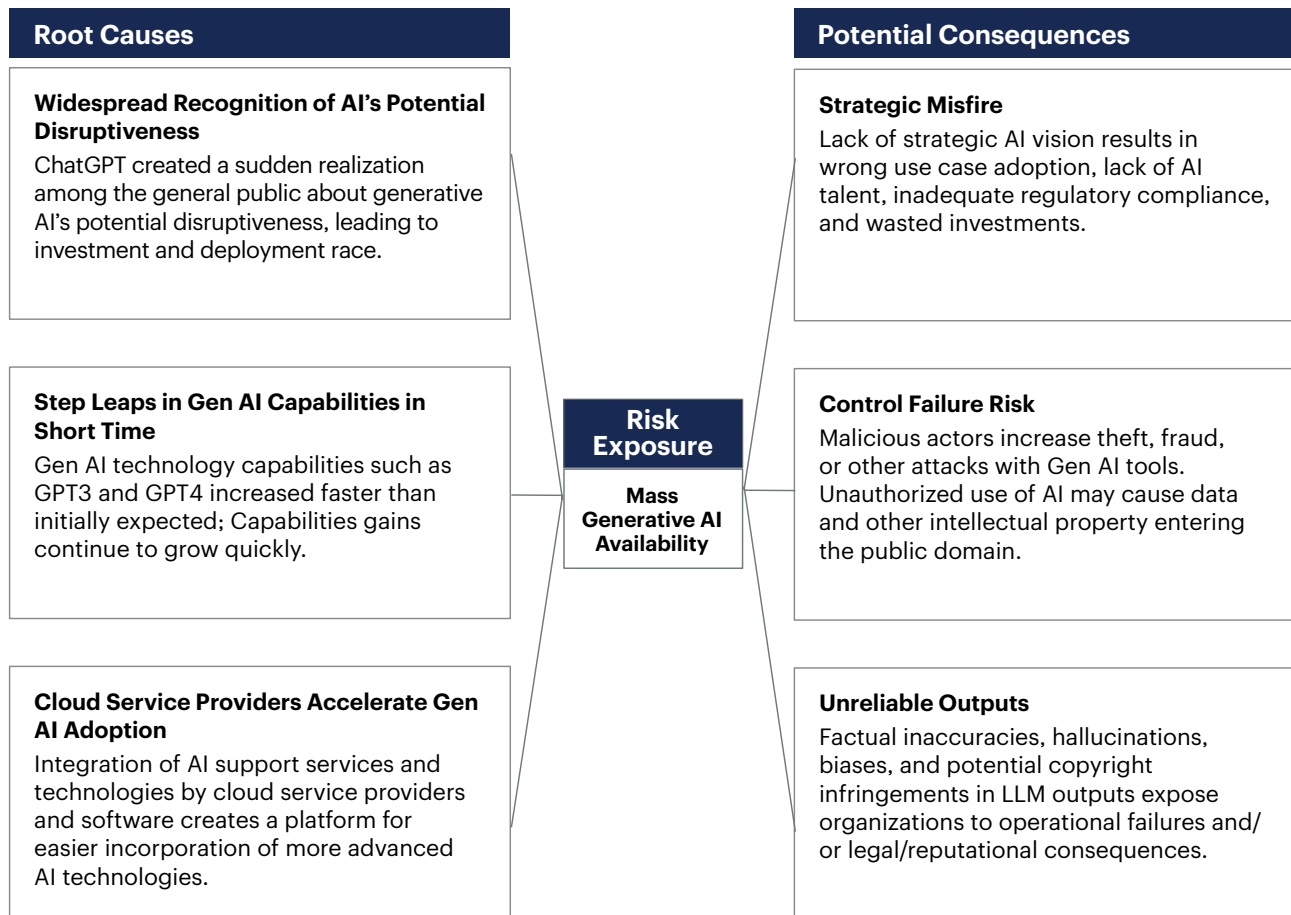 Root Causes
Widespread Recognition of AI’s Potential
Disruptiveness
ChatGPT created a sudden realization
among the general public about generative
AI’s potential disruptiveness, leading to
investment and deployment race.
Step Leaps in Gen AI Capabilities in
Short Time
Gen AI technology capabilities such as
GPT3 and GPT4 increased faster than
initially expected; Capabilities gains
continue to grow quickly.
Cloud Service Providers Accelerate Gen
AI Adoption
Integration of AI support services and
technologies by cloud service providers
and software creates a platform for
easier incorporation of more advanced
AI technologies.
Risk
Exposure
Mass
Generative AI
Availability
Potential Consequences
Strategic Misfire
Lack of strategic AI vision results in
wrong use case adoption, lack of AI
talent, inadequate regulatory compliance,
and wasted investments.
Control Failure Risk
Malicious actors increase theft, fraud,
or other attacks with Gen AI tools.
Unauthorized use of AI may cause data
and other intellectual property entering
the public domain.
Unreliable Outputs
Factual inaccuracies, hallucinations,
biases, and potential copyright
infringements in LLM outputs expose
organizations to operational failures and/
or legal/reputational consequences.